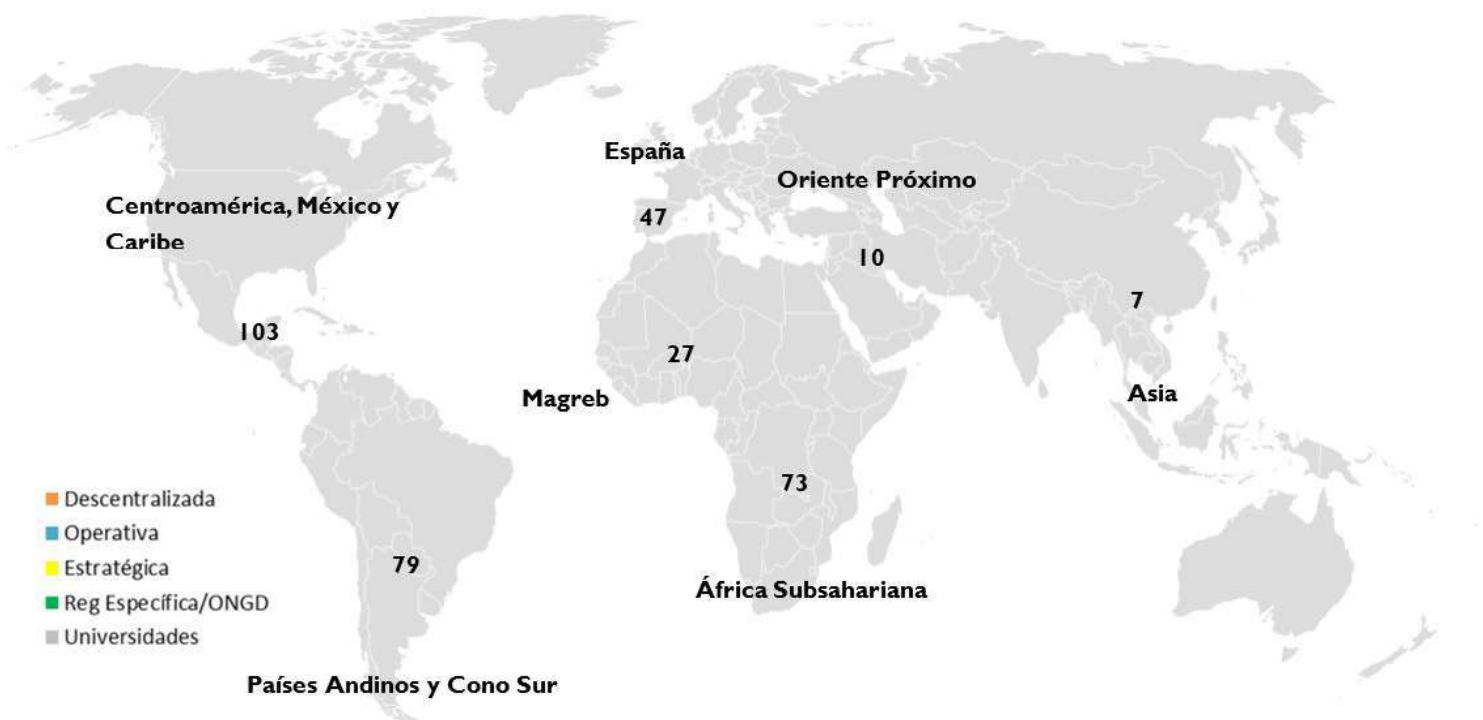 España
Oriente Próximo
Centroamérica, México y
Caribe
47
10
7
103
27
Magreb
Asia
73
Descentralizada
Operativa
Estratégica
Reg Específica/ONGD
Universidades
79
África Subsahariana
Países Andinos y Cono Sur